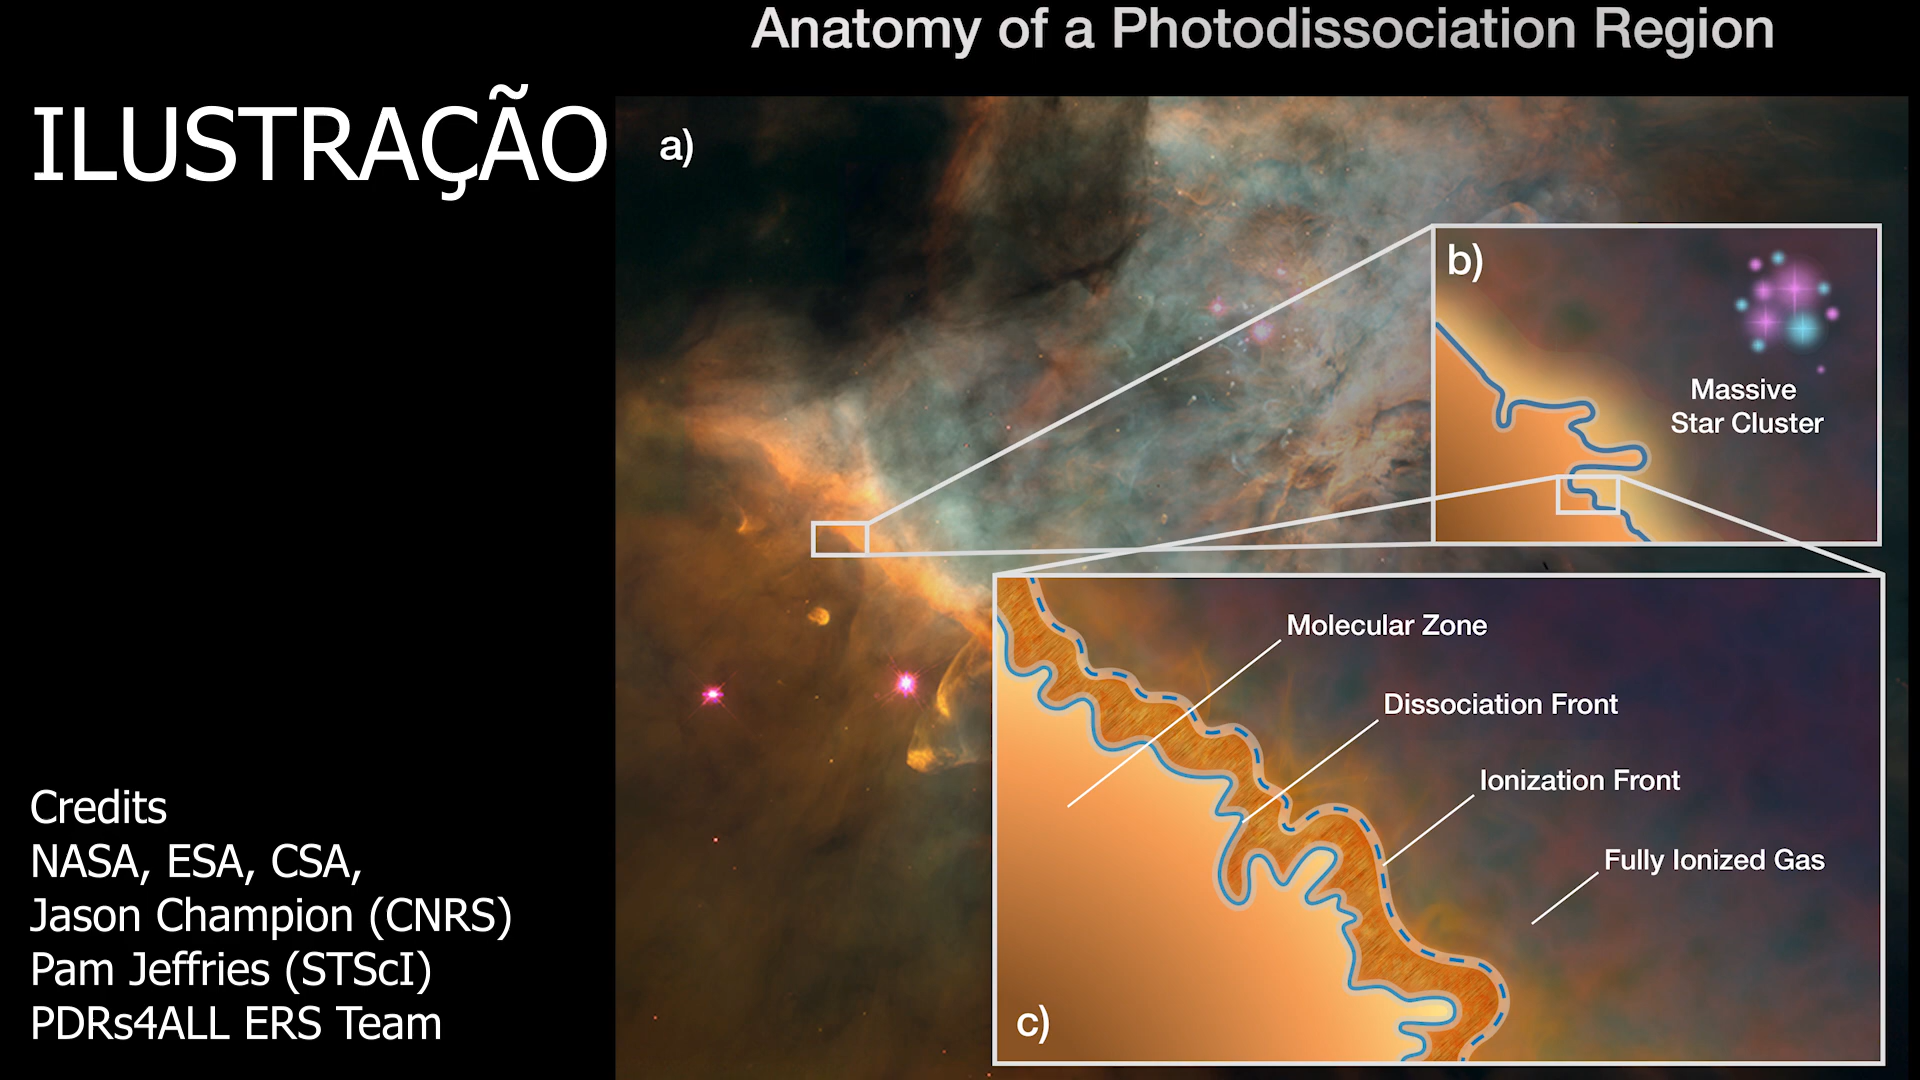 Anatomy of a Photodissociation Region
ILUSTRAÇÃO
a)
b)
Massive
Star Cluster
Molecular Zone
Dissociation Front
Ionization Front
Fully Ionized Gas
c)
Credits
NASA, ESA, CSA,
Jason Champion (CNRS)
Pam Jeffries (STScI)
PDRs4ALL ERS Team